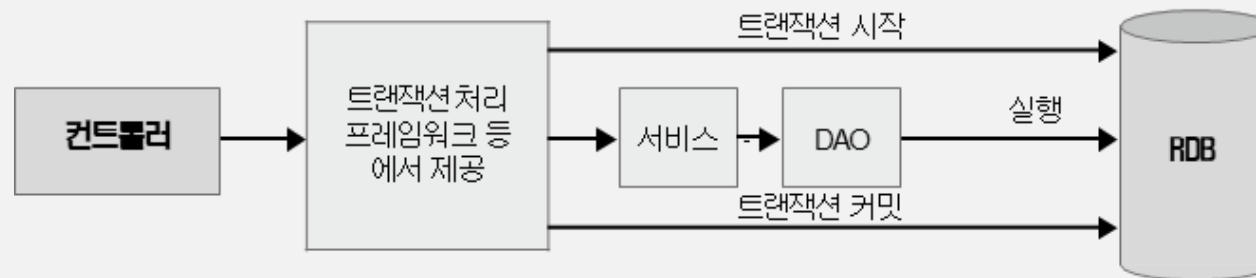 트랜잭션 시작
컨트롤러
트랜잭션 처리
프레임워크 등
에서 제공
서비스
DAO
실행
RDB
트랜잭션 커밋